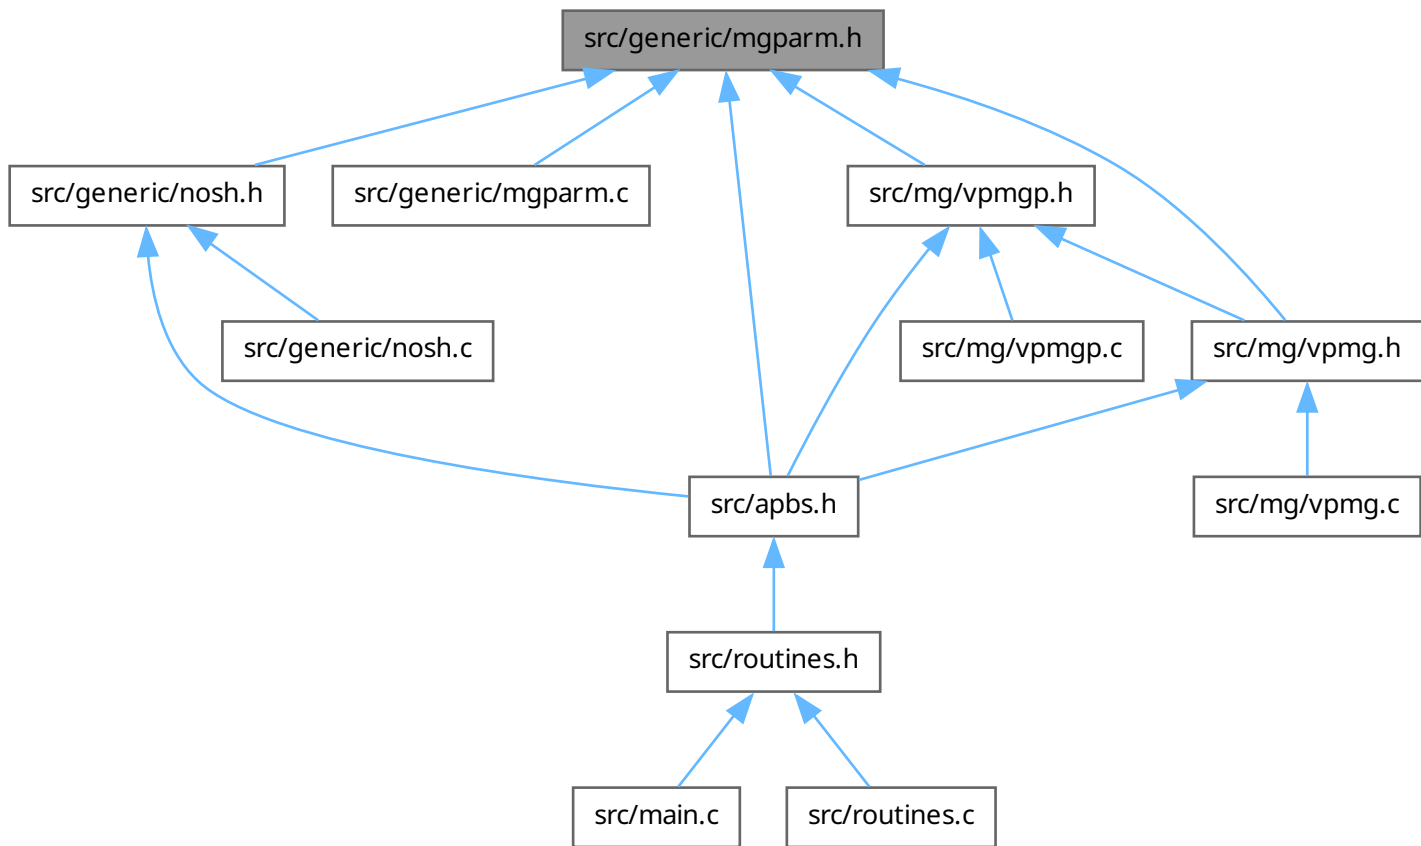 src/generic/mgparm.h
src/generic/nosh.h
src/generic/mgparm.c
src/mg/vpmgp.h
src/generic/nosh.c
src/mg/vpmgp.c
src/mg/vpmg.h
src/apbs.h
src/mg/vpmg.c
src/routines.h
src/main.c
src/routines.c